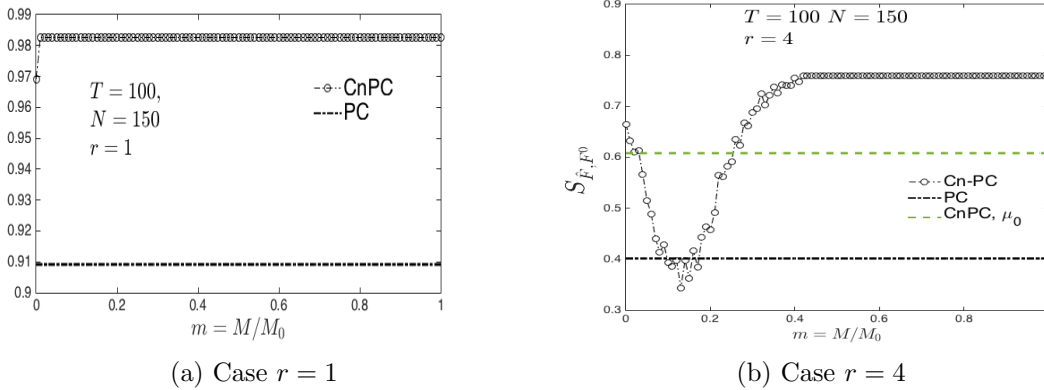 1
0.99
0.98
0.97
0.96
0.95
0.94
0.93
0.92
0.91
0.9
T = 100,
N = 150
r = 1
CnPC
PC
0 0.2 0.4 0.6 0.8 1
m = M/M₀
(a) Case r = 1
0.9
0.8
0.7
0.6
0.5
0.4
0.3
S_{F̂,F⁰}
T = 100 N = 150
r = 4
Cn-PC
PC
CnPC, μ₀
0 0.2 0.4 0.6 0.8
m = M/M₀
(b) Case r = 4